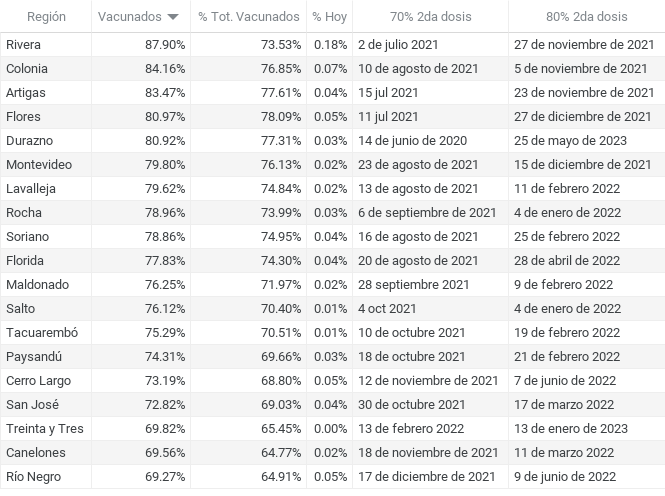 Región Vacunados % Tot. Vacunados % Hoy 70% 2da dosis 80% 2da dosis
Rivera 87.90% 73.53% 0.18% 2 de julio 2021 27 de noviembre de 2021
Colonia 84.16% 76.85% 0.07% 10 de agosto de 2021 5 de noviembre de 2021
Artigas 83.47% 77.61% 0.04% 15 jul 2021 23 de noviembre de 2021
Flores 80.97% 78.09% 0.05% 11 jul 2021 27 de diciembre de 2021
Durazno 80.92% 77.31% 0.03% 14 de junio de 2020 25 de mayo de 2023
Montevideo 79.80% 76.13% 0.02% 23 de agosto de 2021 15 de diciembre de 2021
Lavalleja 79.62% 74.84% 0.02% 13 de agosto de 2021 11 de febrero 2022
Rocha 78.96% 73.99% 0.03% 6 de septiembre de 2021 4 de enero de 2022
Soriano 78.86% 74.95% 0.04% 16 de agosto de 2021 25 de febrero 2022
Florida 77.83% 74.30% 0.04% 20 de agosto de 2021 28 de abril de 2022
Maldonado 76.25% 71.97% 0.02% 28 septiembre 2021 9 de febrero 2022
Salto 76.12% 70.40% 0.01% 4 oct 2021 4 de enero de 2022
Tacuarembó 75.29% 70.51% 0.01% 10 de octubre 2021 19 de febrero 2022
Paysandú 74.31% 69.66% 0.03% 18 de octubre 2021 21 de febrero 2022
Cerro Largo 73.19% 68.80% 0.05% 12 de noviembre de 2021 7 de junio de 2022
San José 72.82% 69.03% 0.04% 30 de octubre 2021 17 de marzo 2022
Treinta y Tres 69.82% 65.45% 0.00% 13 de febrero 2022 13 de enero de 2023
Canelones 69.56% 64.77% 0.02% 18 de noviembre de 2021 11 de marzo 2022
Río Negro 69.27% 64.91% 0.05% 17 de diciembre de 2021 9 de junio de 2022